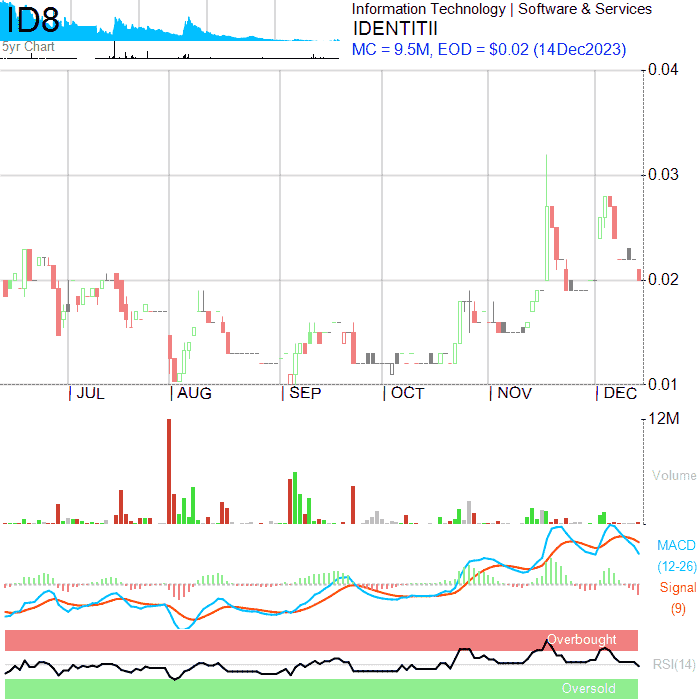 ID8
5yr Chart
Information Technology | Software & Services
IDENTITII
MC = 9.5M, EOD = $0.02 (14Dec2023)
0.04
0.03
0.02
0.01
JUL AUG SEP OCT NOV DEC
12M
Volume
MACD
(12-26)
Signal
(9)
Overbought
RSI(14)
Oversold